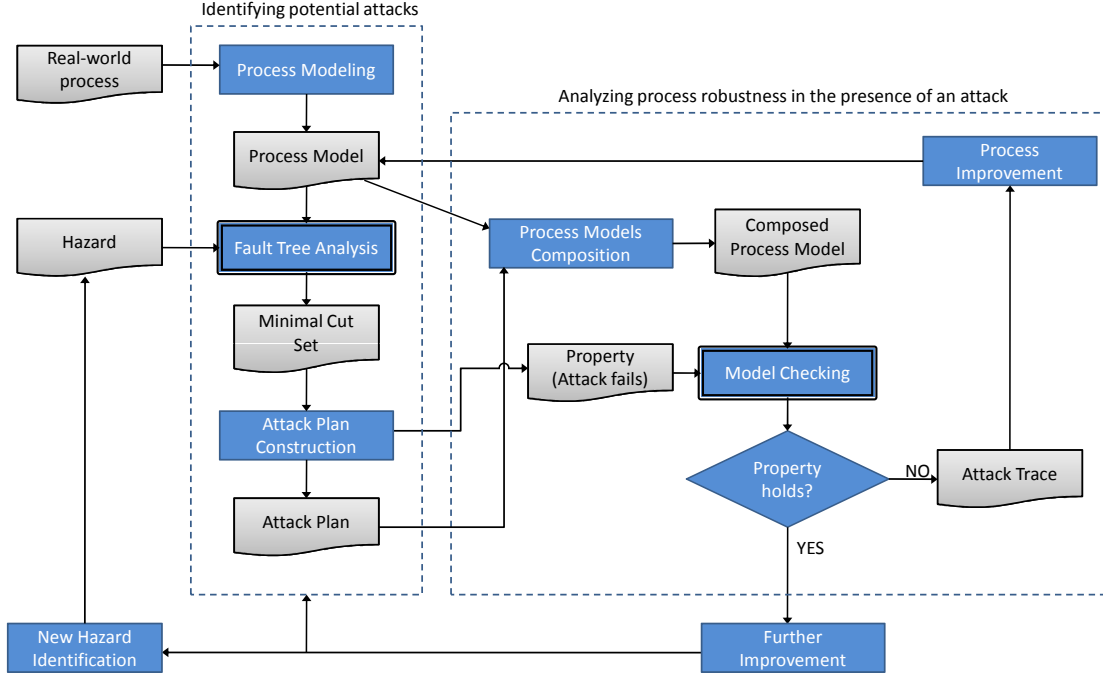 Identifying potential attacks
Real-world
process
Process Modeling
Analyzing process robustness in the presence of an attack
Process Model
Process
Improvement
Hazard
Fault Tree Analysis
Process Models
Composition
Composed
Process Model
Minimal Cut
Set
Property
(Attack fails)
Model Checking
Attack Plan
Construction
Property
holds?
NO
Attack Trace
Attack Plan
YES
New Hazard
Identification
Further
Improvement